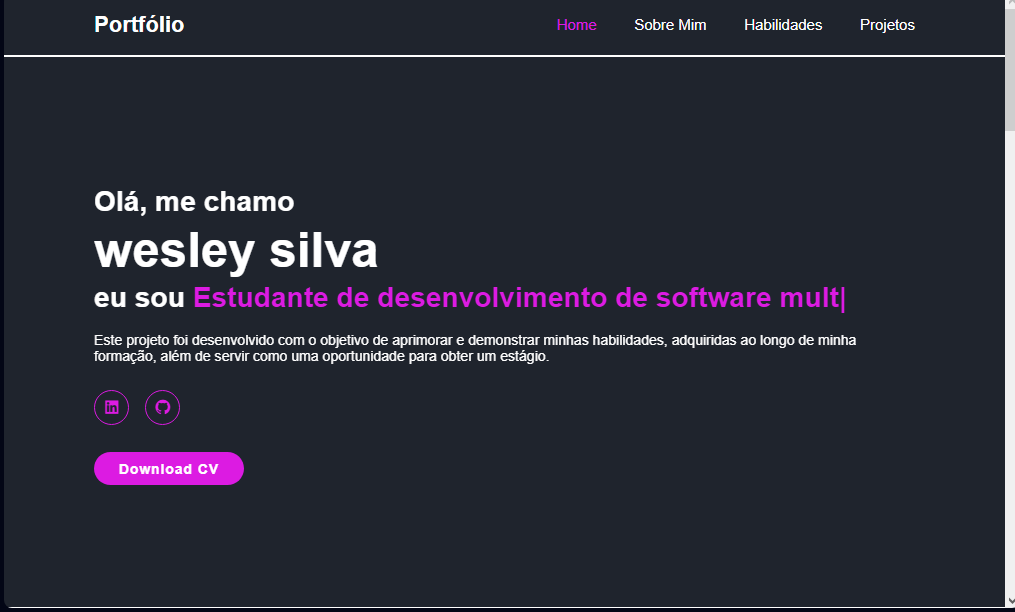 Portfólio
Home Sobre Mim Habilidades Projetos
Olá, me chamo
wesley silva
eu sou Estudante de desenvolvimento de software mult|
Este projeto foi desenvolvido com o objetivo de aprimorar e demonstrar minhas habilidades, adquiridas ao longo de minha
formação, além de servir como uma oportunidade para obter um estágio.
in
Download CV